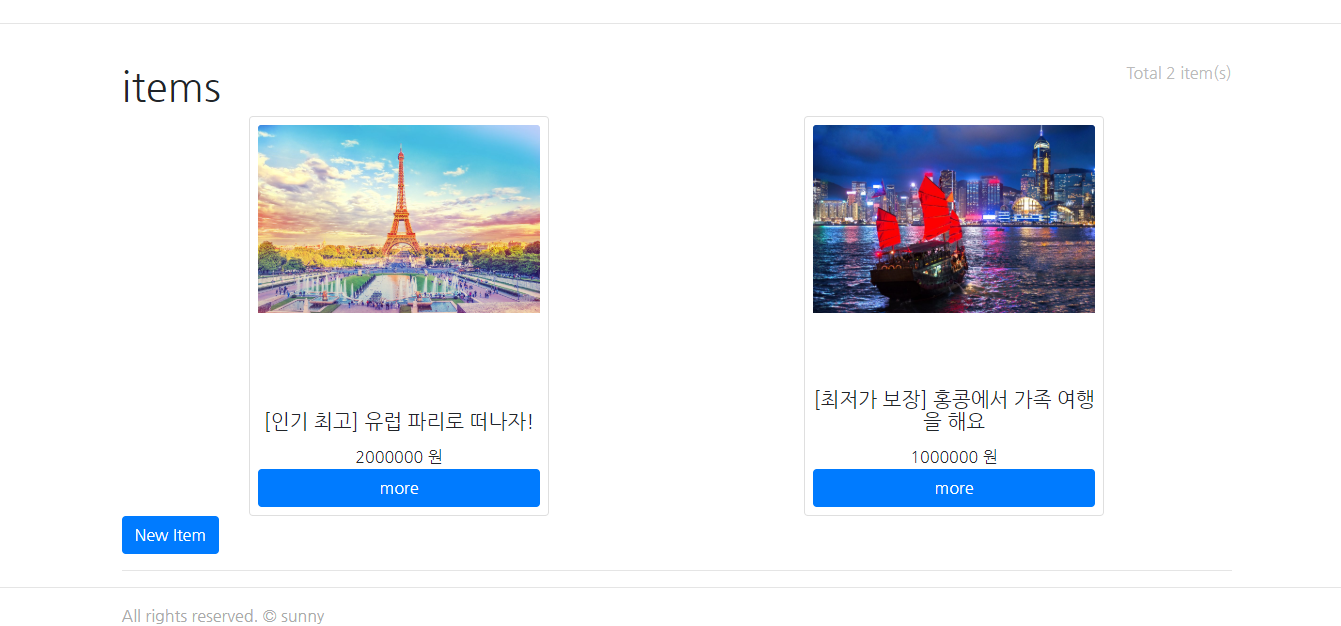 items
Total 2 item(s)
[인기 최고] 유럽 파리로 떠나자!
2000000 원
more
[최저가 보장] 홍콩에서 가족 여행
을 해요
1000000 원
more
New Item
All rights reserved. © sunny